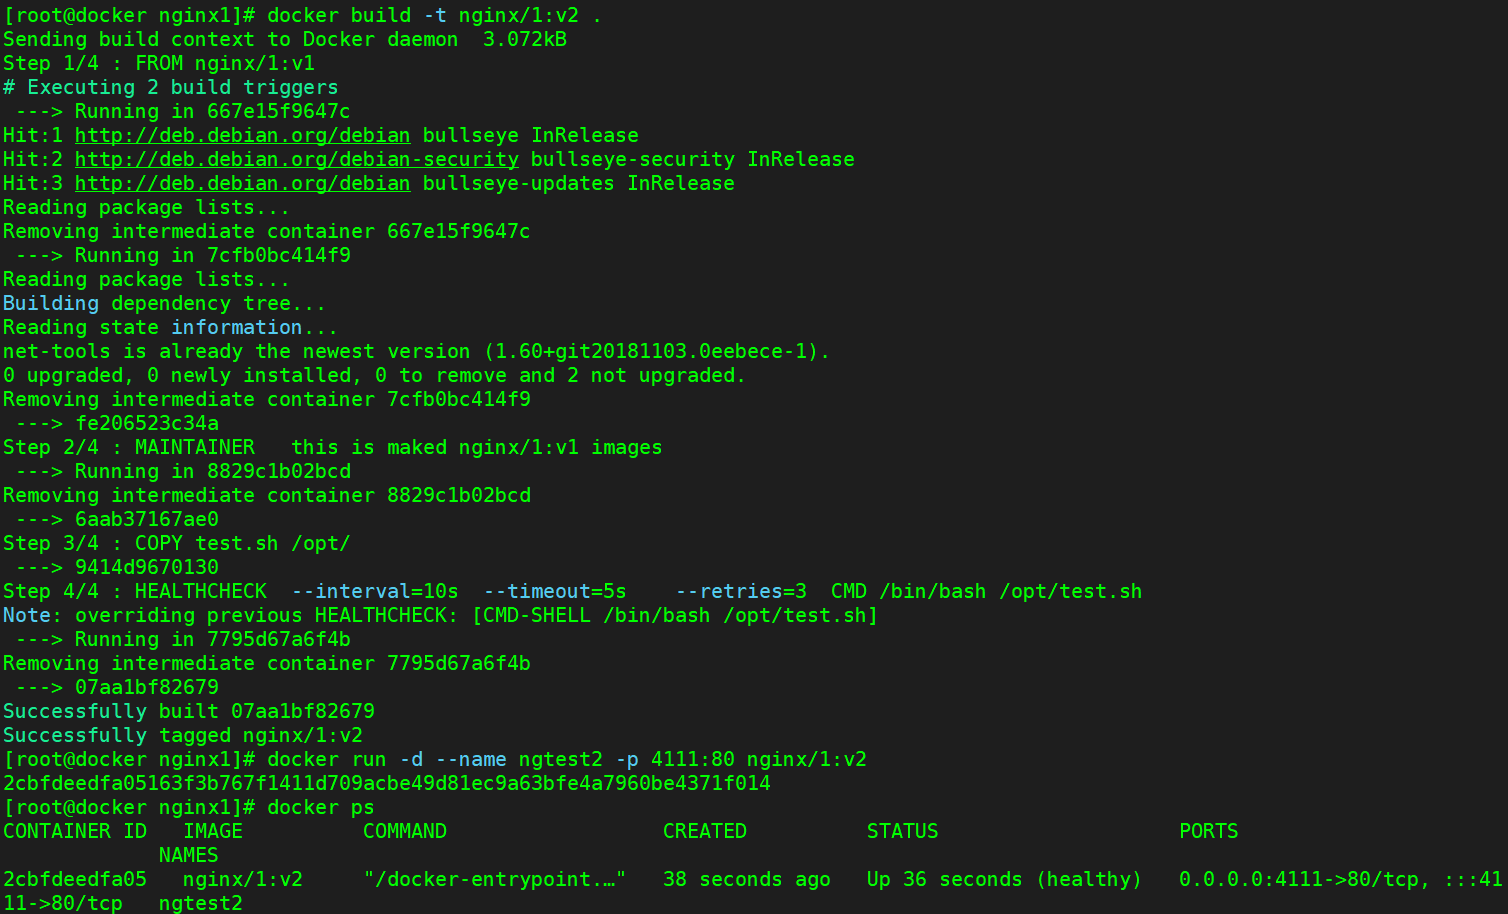 [root@docker nginx1]# docker build -t nginx/1:v2 .
Sending build context to Docker daemon  3.072kB
Step 1/4 : FROM nginx/1:v1
# Executing 2 build triggers
 ---> Running in 667e15f9647c
Hit:1 http://deb.debian.org/debian bullseye InRelease
Hit:2 http://deb.debian.org/debian-security bullseye-security InRelease
Hit:3 http://deb.debian.org/debian bullseye-updates InRelease
Reading package lists...
Removing intermediate container 667e15f9647c
 ---> Running in 7cfb0bc414f9
Reading package lists...
Building dependency tree...
Reading state information...
net-tools is already the newest version (1.60+git20181103.0eebece-1).
0 upgraded, 0 newly installed, 0 to remove and 2 not upgraded.
Removing intermediate container 7cfb0bc414f9
 ---> fe206523c34a
Step 2/4 : MAINTAINER   this is maked nginx/1:v1 images
 ---> Running in 8829c1b02bcd
Removing intermediate container 8829c1b02bcd
 ---> 6aab37167ae0
Step 3/4 : COPY test.sh /opt/
 ---> 9414d9670130
Step 4/4 : HEALTHCHECK  --interval=10s  --timeout=5s    --retries=3  CMD /bin/bash /opt/test.sh
Note: overriding previous HEALTHCHECK: [CMD-SHELL /bin/bash /opt/test.sh]
 ---> Running in 7795d67a6f4b
Removing intermediate container 7795d67a6f4b
 ---> 07aa1bf82679
Successfully built 07aa1bf82679
Successfully tagged nginx/1:v2
[root@docker nginx1]# docker run -d --name ngtest2 -p 4111:80 nginx/1:v2
2cbfdeedfa05163f3b767f1411d709acbe49d81ec9a63bfe4a7960be4371f014
[root@docker nginx1]# docker ps
CONTAINER ID   IMAGE          COMMAND                  CREATED          STATUS                    PORTS
             NAMES
2cbfdeedfa05   nginx/1:v2     "/docker-entrypoint.…"   38 seconds ago   Up 36 seconds (healthy)   0.0.0.0:4111->80/tcp, :::41
11->80/tcp   ngtest2